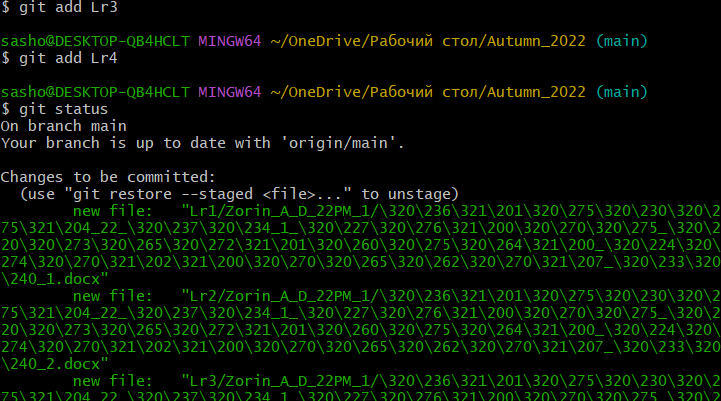 $ git add Lr3
sasho@DESKTOP-QB4HCLT MINGW64 ~/OneDrive/Рабочий стол/Autumn_2022 (main)
$ git add Lr4
sasho@DESKTOP-QB4HCLT MINGW64 ~/OneDrive/Рабочий стол/Autumn_2022 (main)
$ git status
On branch main
Your branch is up to date with 'origin/main'.
Changes to be committed:
  (use "git restore --staged <file>..." to unstage)
        new file:   "Lr1/Zorin_A_D_22PM_1/\320\236\321\201\320\275\320\230\320\2
75\321\204_22_\320\237\320\234_1_\320\227\320\276\321\200\320\270\320\275_\320\2
20\320\273\320\265\320\272\321\201\320\260\320\275\320\264\321\200_\320\224\320\
274\320\270\321\202\321\200\320\270\320\265\320\262\320\270\321\207_\320\233\320
\240_1.docx"
        new file:   "Lr2/Zorin_A_D_22PM_1/\320\236\321\201\320\275\320\230\320\2
75\321\204_22_\320\237\320\234_1_\320\227\320\276\321\200\320\270\320\275_\320\2
20\320\273\320\265\320\272\321\201\320\260\320\275\320\264\321\200_\320\224\320\
274\320\270\321\202\321\200\320\270\320\265\320\262\320\270\321\207_\320\233\320
\240_2.docx"
        new file:   "Lr3/Zorin_A_D_22PM_1/\320\236\321\201\320\275\320\230\320\2
75\321\204_22_\320\237\320\234_1_\320\227\320\276\321\200\320\270\320\275_\320\2